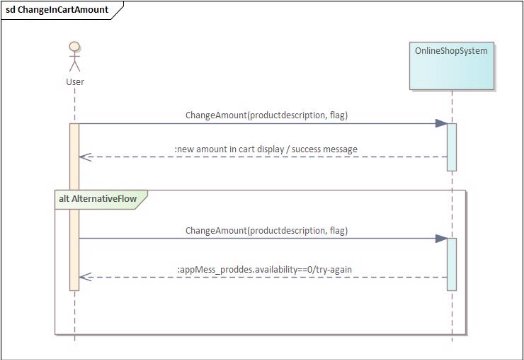 sd ChangeInCartAmount
OnlineShopSystem
User
ChangeAmount(productdescription, flag)
:new amount in cart display / success message
alt AlternativeFlow
ChangeAmount(productdescription, flag)
:appMess_proddes.availability==0/try-again